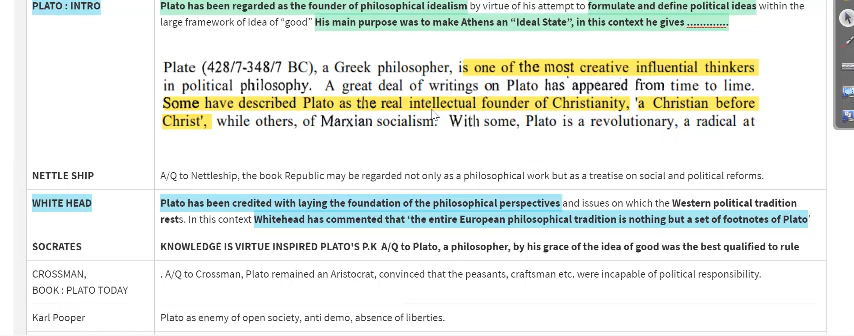 PLATO : INTRO
Plato has been regarded as the founder of philosophical idealism by virtue of his attempt to formulate and define political ideas within the
large framework of Idea of “good” His main purpose was to make Athens an “Ideal State”, in this context he gives ………….
Plate (428/7-348/7 BC), a Greek philosopher, is one of the most creative influential thinkers
in political philosophy. A great deal of writings on Plato has appeared from time to time.
Some have described Plato as the real intellectual founder of Christianity, 'a Christian before
Christ', while others, of Marxian socialism. With some, Plato is a revolutionary, a radical at
NETTLE SHIP
A/Q to Nettleship, the book Republic may be regarded not only as a philosophical work but as a treatise on social and political reforms.
WHITE HEAD
Plato has been credited with laying the foundation of the philosophical perspectives and issues on which the Western political tradition
rests. In this context Whitehead has commented that ‘the entire European philosophical tradition is nothing but a set of footnotes of Plato’
SOCRATES
KNOWLEDGE IS VIRTUE INSPIRED PLATO'S P.K A/Q to Plato, a philosopher, by his grace of the idea of good was the best qualified to rule
CROSSMAN,
BOOK : PLATO TODAY
. A/Q to Crossman, Plato remained an Aristocrat, convinced that the peasants, craftsman etc. were incapable of political responsibility.
Karl Pooper
Plato as enemy of open society, anti demo, absence of liberties.